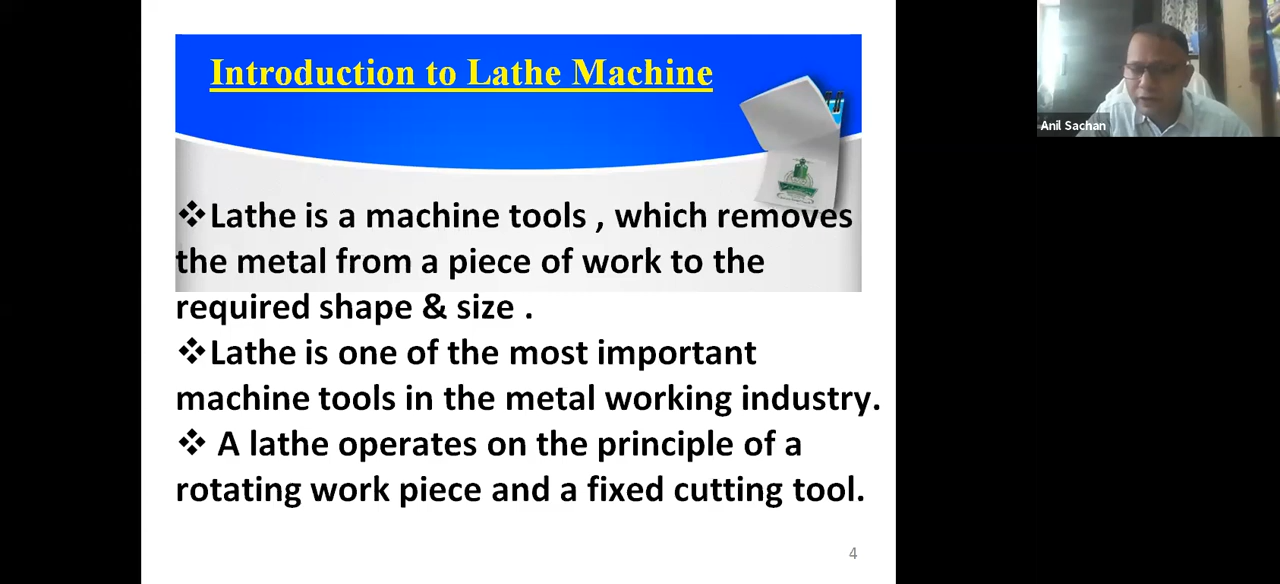 Introduction to Lathe Machine
❖Lathe is a machine tools , which removes
the metal from a piece of work to the
required shape & size .
❖Lathe is one of the most important
machine tools in the metal working industry.
❖ A lathe operates on the principle of a
rotating work piece and a fixed cutting tool.
4
Anil Sachan